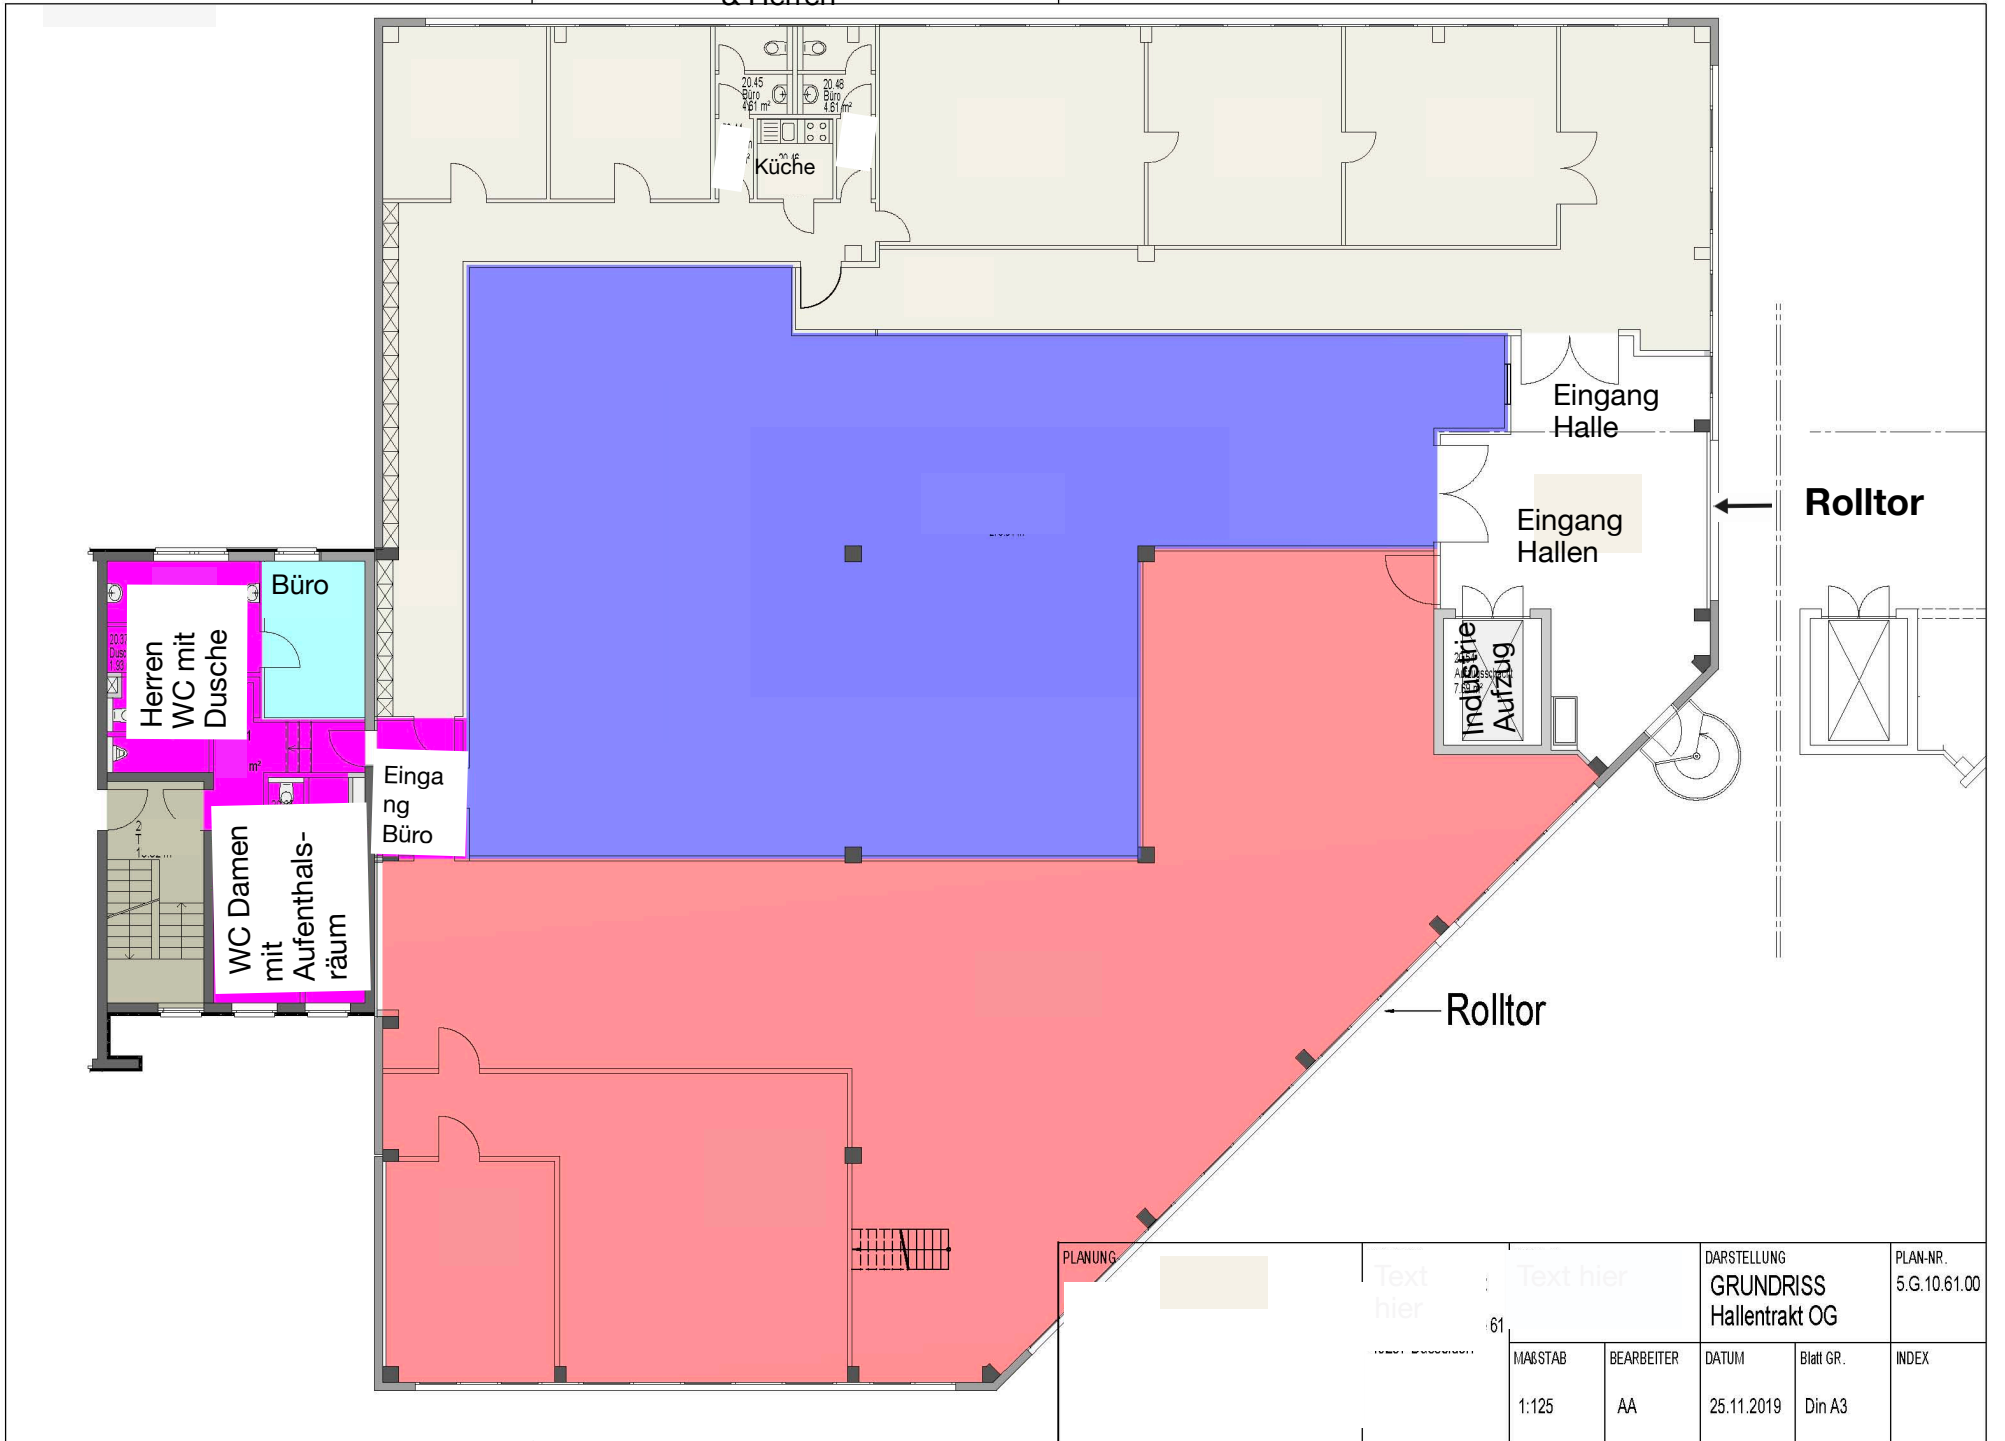 & Herren
20.45
Büro
4.61 m²
20.48
Büro
4.61 m²
Küche
Eingang
Halle
Rolltor
Eingang
Hallen
Büro
Herren
WC mit
Dusche
m²
Industrie
Aufzug
Einga
ng
Büro
WC Damen
mit
Aufenthals-
räum
Rolltor
PLANUNG
Text
hier
Text hier
61
DARSTELLUNG
GRUNDRISS
Hallentrakt OG
PLAN-NR.
5.G.10.61.00
MAßSTAB
1:125
BEARBEITER
AA
DATUM
25.11.2019
Blatt GR.
Din A3
INDEX